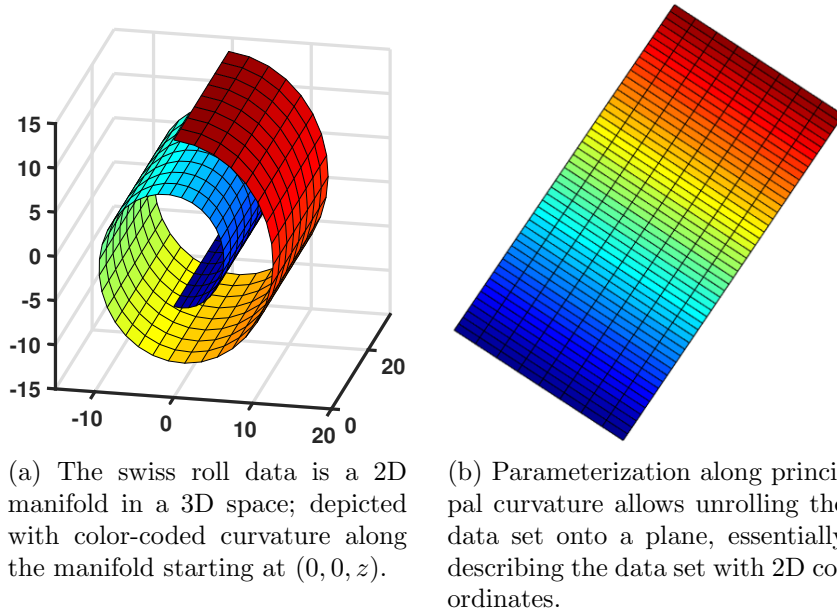 15
10
5
0
-5
-10
-15
-10
0
10
20
0
20
(a) The swiss roll data is a 2D
manifold in a 3D space; depicted
with color-coded curvature along
the manifold starting at (0, 0, z).
(b) Parameterization along princi
pal curvature allows unrolling the
data set onto a plane, essentially
describing the data set with 2D co
ordinates.